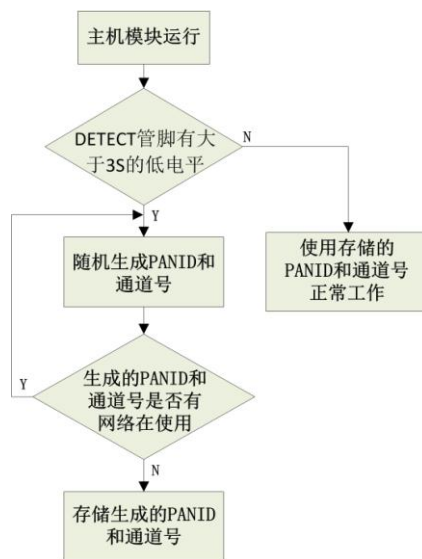 主机模块运行
DETECT管脚有大
于3S的低电平
N
Y
随机生成PANID和
通道号
使用存储的
PANID和通道号
正常工作
生成的PANID和
通道号是否有
网络在使用
Y
N
存储生成的PANID
和通道号